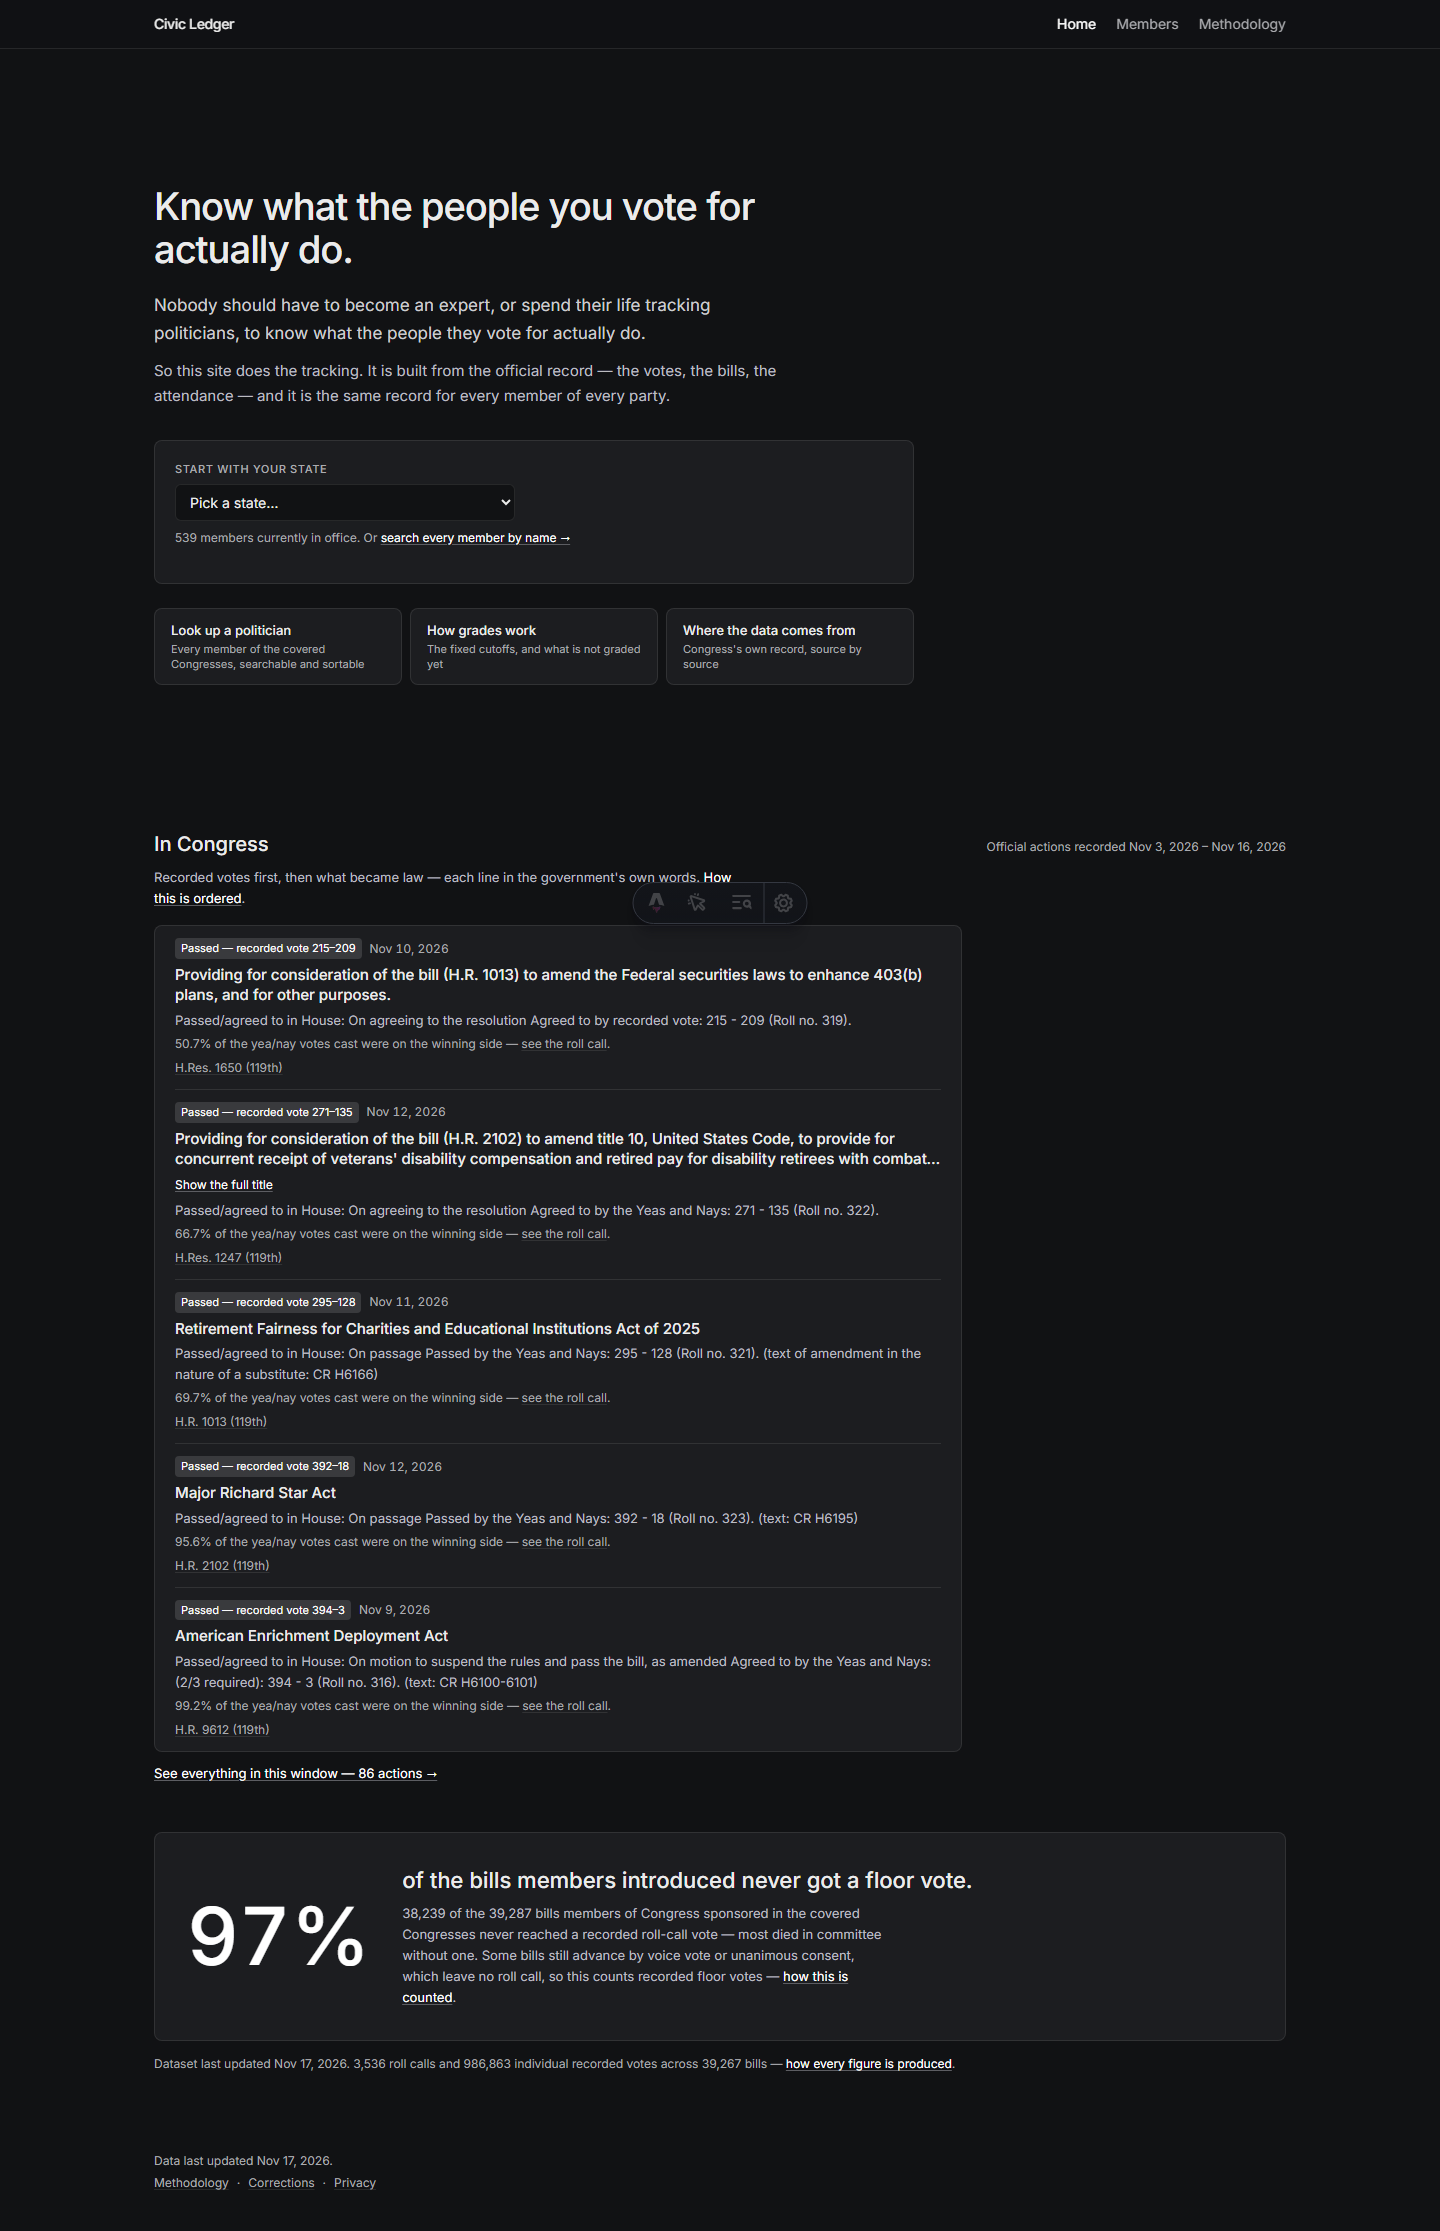 Civic Ledger
Home Members Methodology
Know what the people you vote for
actually do.
Nobody should have to become an expert, or spend their life tracking
politicians, to know what the people they vote for actually do.
So this site does the tracking. It is built from the official record — the votes, the bills, the
attendance — and it is the same record for every member of every party.
START WITH YOUR STATE
Pick a state...
539 members currently in office. Or search every member by name →
Look up a politician
Every member of the covered
Congresses, searchable and sortable
How grades work
The fixed cutoffs, and what is not graded
yet
Where the data comes from
Congress's own record, source by
source
In Congress
Official actions recorded Nov 3, 2026 – Nov 16, 2026
Recorded votes first, then what became law — each line in the government's own words. How
this is ordered.
Passed — recorded vote 215–209 Nov 10, 2026
Providing for consideration of the bill (H.R. 1013) to amend the Federal securities laws to enhance 403(b)
plans, and for other purposes.
Passed/agreed to in House: On agreeing to the resolution Agreed to by recorded vote: 215 - 209 (Roll no. 319).
50.7% of the yea/nay votes cast were on the winning side — see the roll call.
H.Res. 1650 (119th)
Passed — recorded vote 271–135 Nov 12, 2026
Providing for consideration of the bill (H.R. 2102) to amend title 10, United States Code, to provide for
concurrent receipt of veterans' disability compensation and retired pay for disability retirees with combat...
Show the full title
Passed/agreed to in House: On agreeing to the resolution Agreed to by the Yeas and Nays: 271 - 135 (Roll no. 322).
66.7% of the yea/nay votes cast were on the winning side — see the roll call.
H.Res. 1247 (119th)
Passed — recorded vote 295–128 Nov 11, 2026
Retirement Fairness for Charities and Educational Institutions Act of 2025
Passed/agreed to in House: On passage Passed by the Yeas and Nays: 295 - 128 (Roll no. 321). (text of amendment in the
nature of a substitute: CR H6166)
69.7% of the yea/nay votes cast were on the winning side — see the roll call.
H.R. 1013 (119th)
Passed — recorded vote 392–18 Nov 12, 2026
Major Richard Star Act
Passed/agreed to in House: On passage Passed by the Yeas and Nays: 392 - 18 (Roll no. 323). (text: CR H6195)
95.6% of the yea/nay votes cast were on the winning side — see the roll call.
H.R. 2102 (119th)
Passed — recorded vote 394–3 Nov 9, 2026
American Enrichment Deployment Act
Passed/agreed to in House: On motion to suspend the rules and pass the bill, as amended Agreed to by the Yeas and Nays:
(2/3 required): 394 - 3 (Roll no. 316). (text: CR H6100-6101)
99.2% of the yea/nay votes cast were on the winning side — see the roll call.
H.R. 9612 (119th)
See everything in this window — 86 actions →
97%
of the bills members introduced never got a floor vote.
38,239 of the 39,287 bills members of Congress sponsored in the covered
Congresses never reached a recorded roll-call vote — most died in committee
without one. Some bills still advance by voice vote or unanimous consent,
which leave no roll call, so this counts recorded floor votes — how this is
counted.
Dataset last updated Nov 17, 2026. 3,536 roll calls and 986,863 individual recorded votes across 39,267 bills — how every figure is produced.
Data last updated Nov 17, 2026.
Methodology · Corrections · Privacy